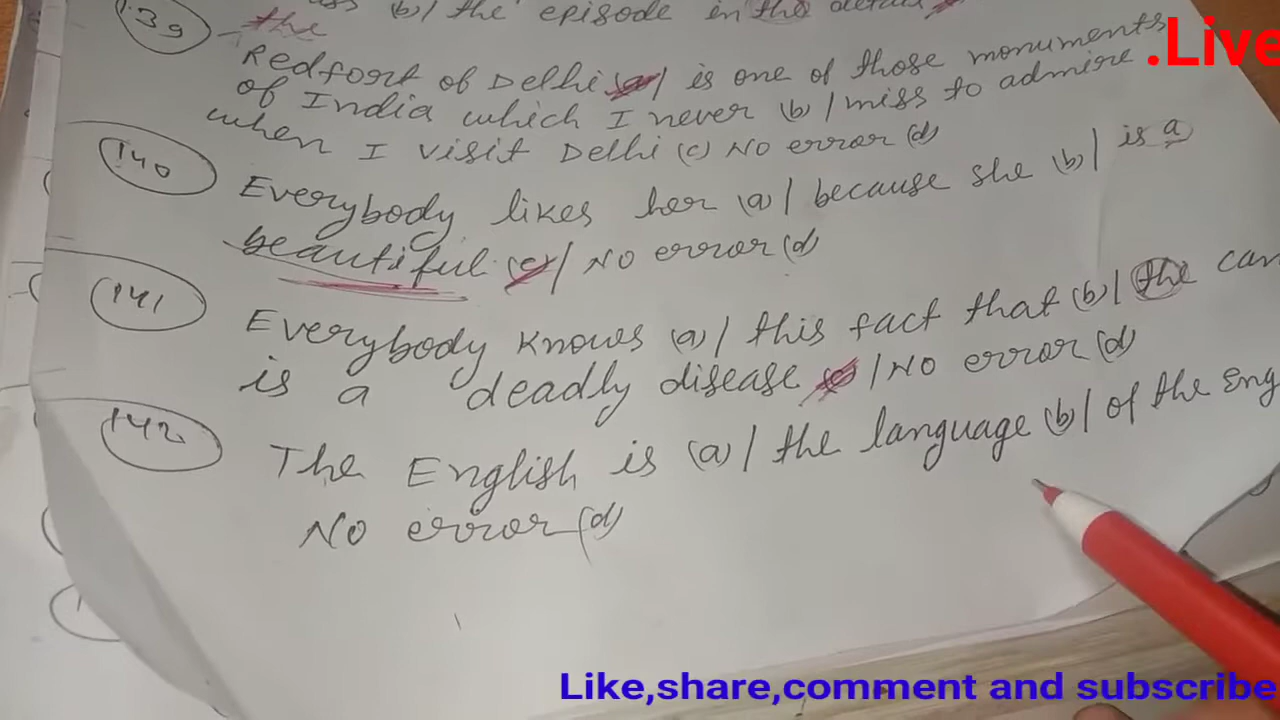 (b)/ the episode in the
139 the
.Live
Redfort of Delhi (a)/ is one of those monuments
of India which I never (b)/ miss to admire
when I visit Delhi (c) No error (d)
140 Everybody likes her (a)/ because she (b)/ is a
beautiful (c)/ No error (d)
141 Everybody knows (a)/ this fact that (b)/ the can
is a deadly disease (c)/ No error (d)
142 The English is (a)/ the language (b)/ of the Eng
No error (d)
Like,share,comment and subscribe